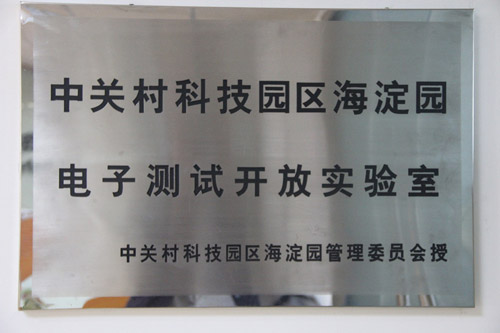 中关村科技园区海淀园
电子测试开放实验室
中关村科技园区海淀园管理委员会授